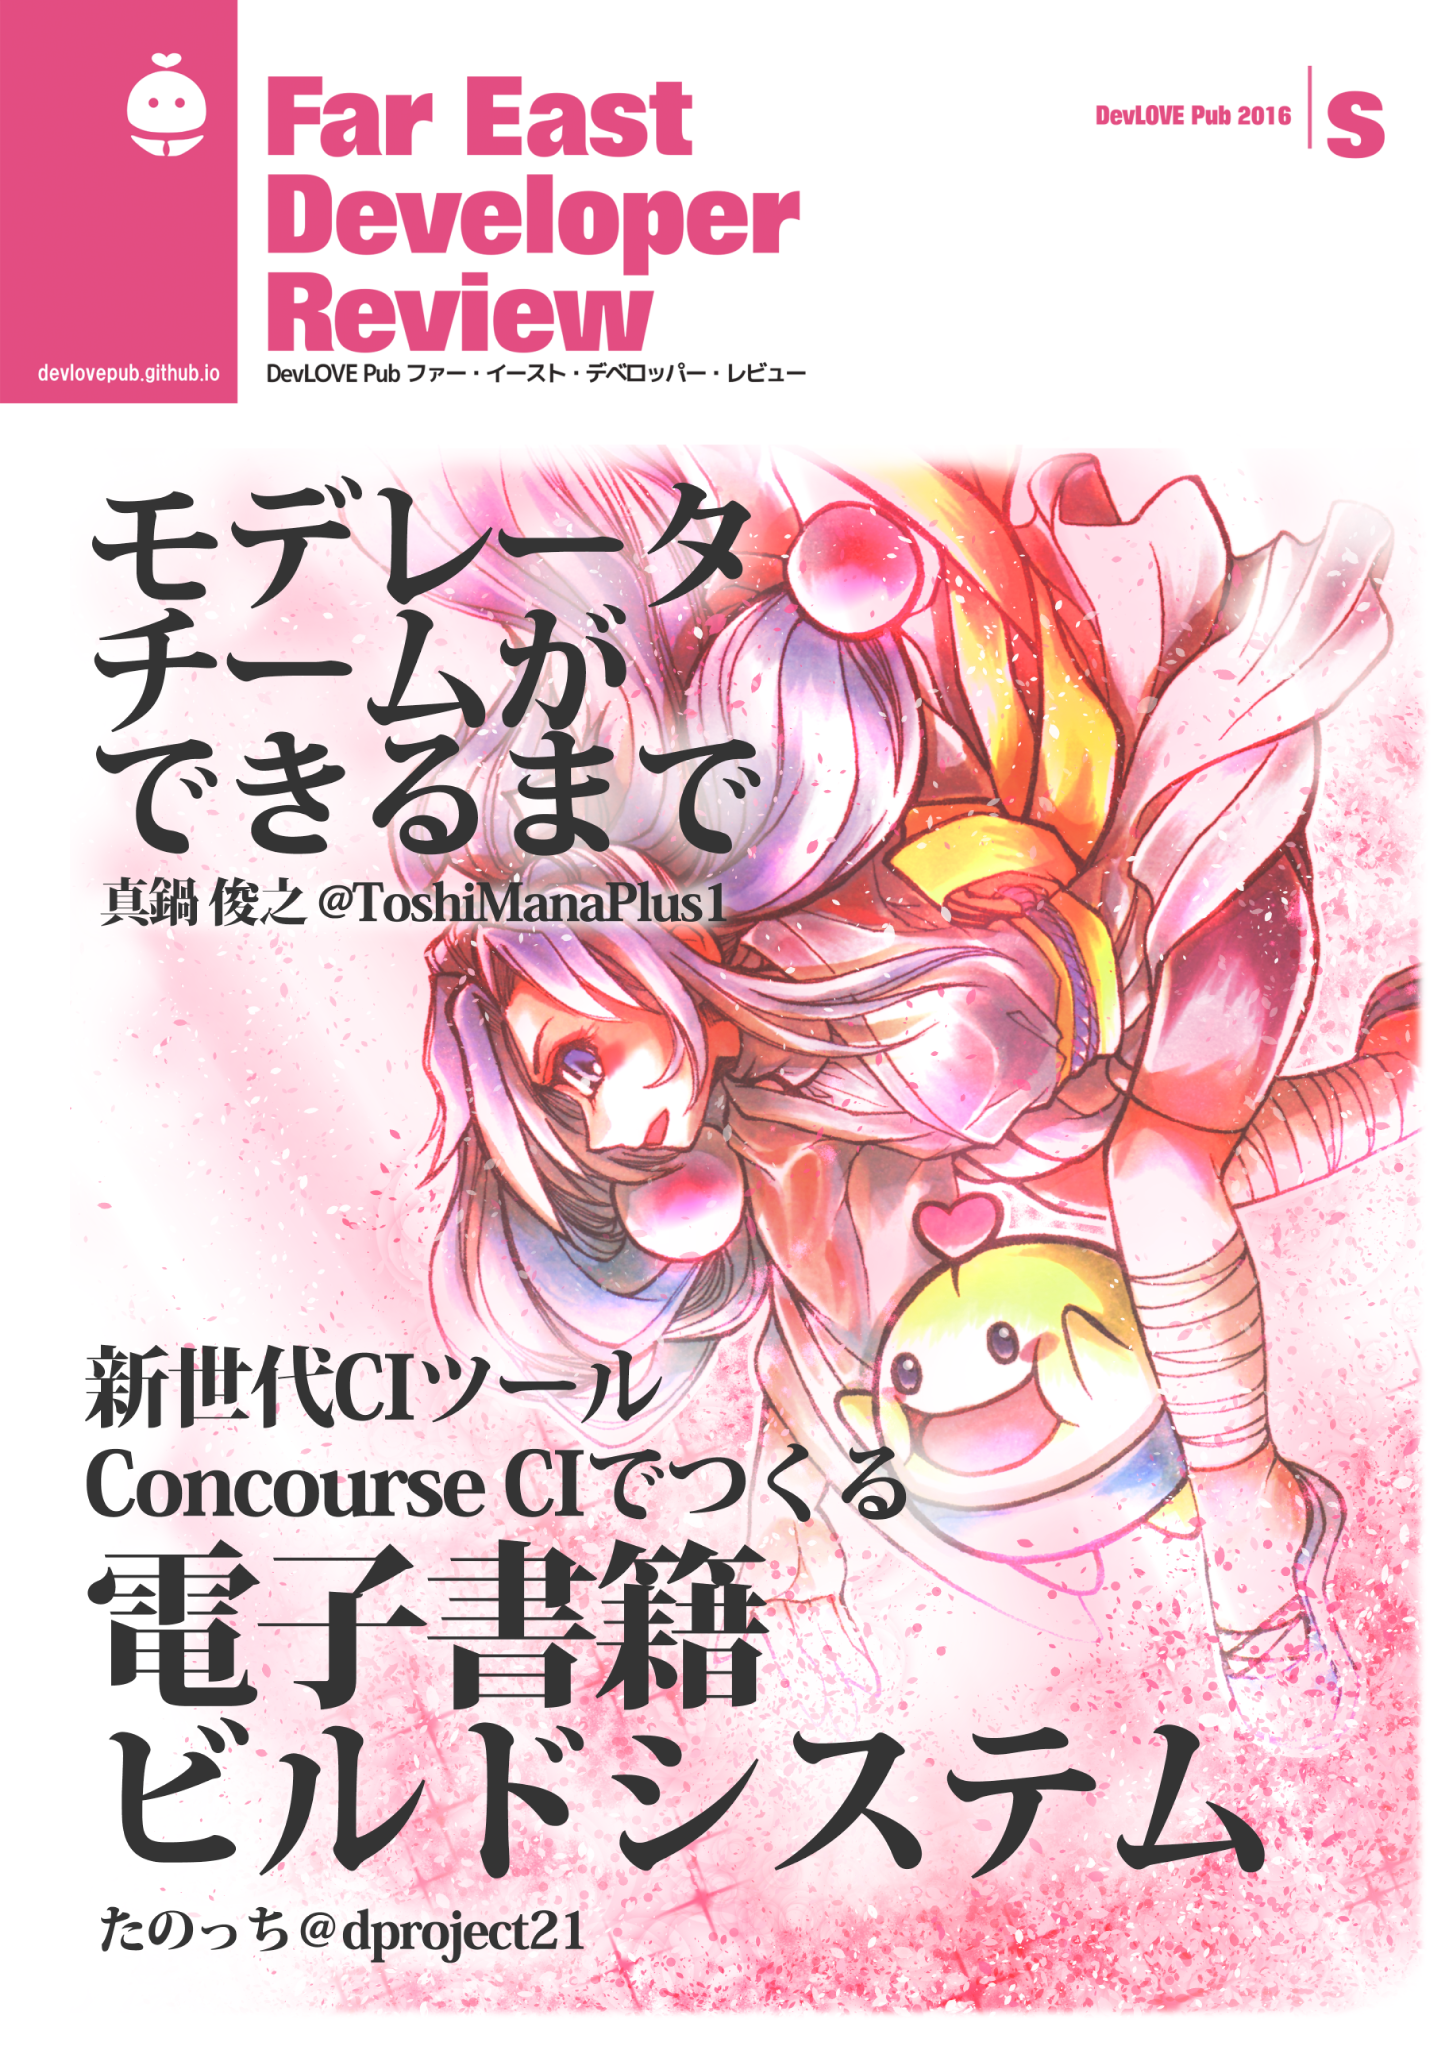 Far East
Developer
Review
DevLOVE Pub 2016
S
devlovepub.github.io
DevLOVE Pub ファー・イースト・デベロッパー・レビュー
モデレータ
チームが
できるまで
真鍋 俊之 @ToshiManaPlus1
新世代CIツール
Concourse CIでつくる
電子書籍
ビルドシステム
たのっち@dproject21